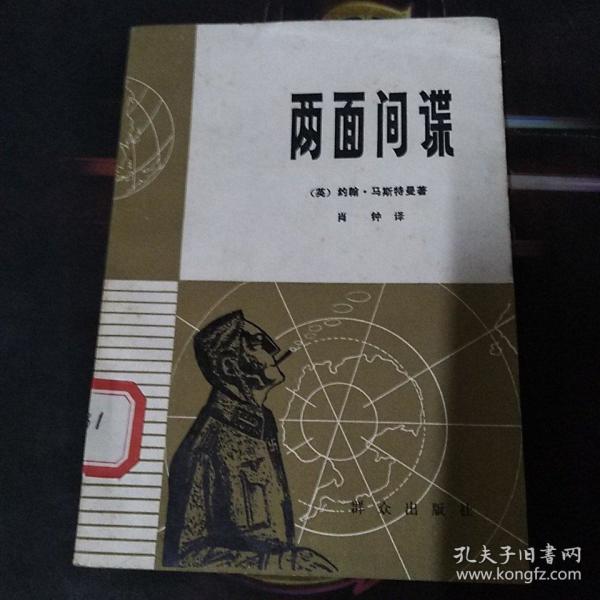 两面间谍
（英）约翰·马斯特曼著
肖 钟 译
31
群众出版社
孔夫子旧书网
www.kongfz.com